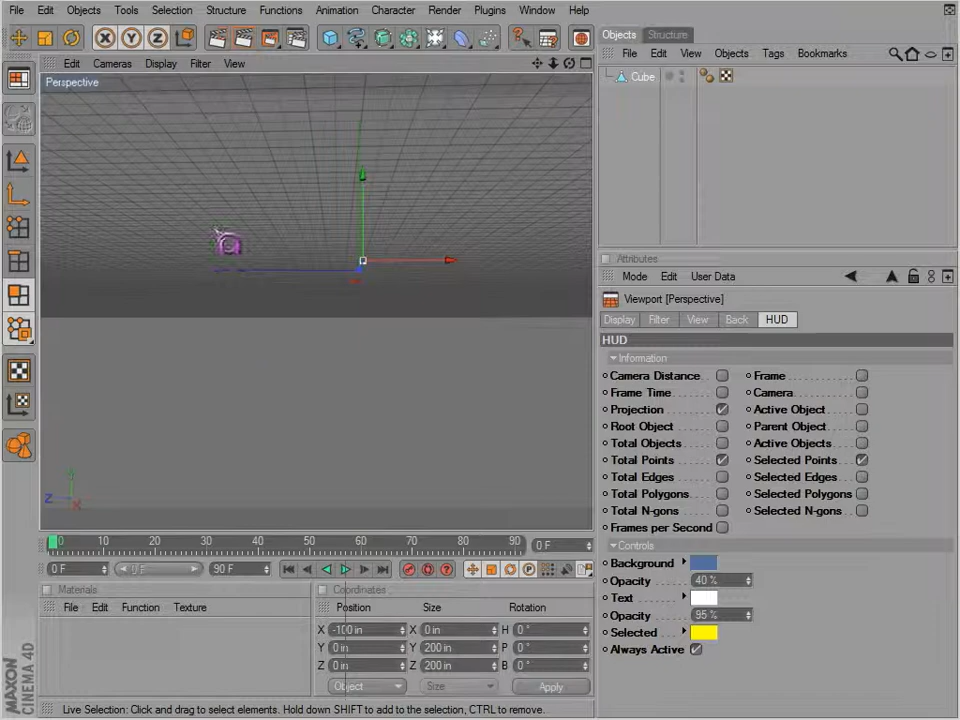 File Edit Objects Tools Selection Structure Functions Animation Character Render Plugins Window Help
Objects Structure
File Edit View Objects Tags Bookmarks
Cube
Edit Cameras Display Filter View
Perspective
Z X Y
Attributes
Mode Edit User Data
Viewport [Perspective]
Display Filter View Back HUD
HUD
Information
Camera Distance Frame
Frame Time Camera
Projection Active Object
Root Object Parent Object
Total Objects Active Objects
Total Points Selected Points
Total Edges Selected Edges
Total Polygons Selected Polygons
Total N-gons Selected N-gons
Frames per Second
Controls
Background
Opacity 40 %
Text
Opacity 95 %
Selected
Always Active
0 10 20 30 40 50 60 70 80 90 0 F
0 F 0 F 90 F
Materials
File Edit Function Texture
Coordinates
Position Size Rotation
X -100 in X 0 in H 0 °
Y 0 in Y 200 in P 0 °
Z 0 in Z 200 in B 0 °
Object Size Apply
MAXON CINEMA 4D
Live Selection: Click and drag to select elements. Hold down SHIFT to add to the selection, CTRL to remove.